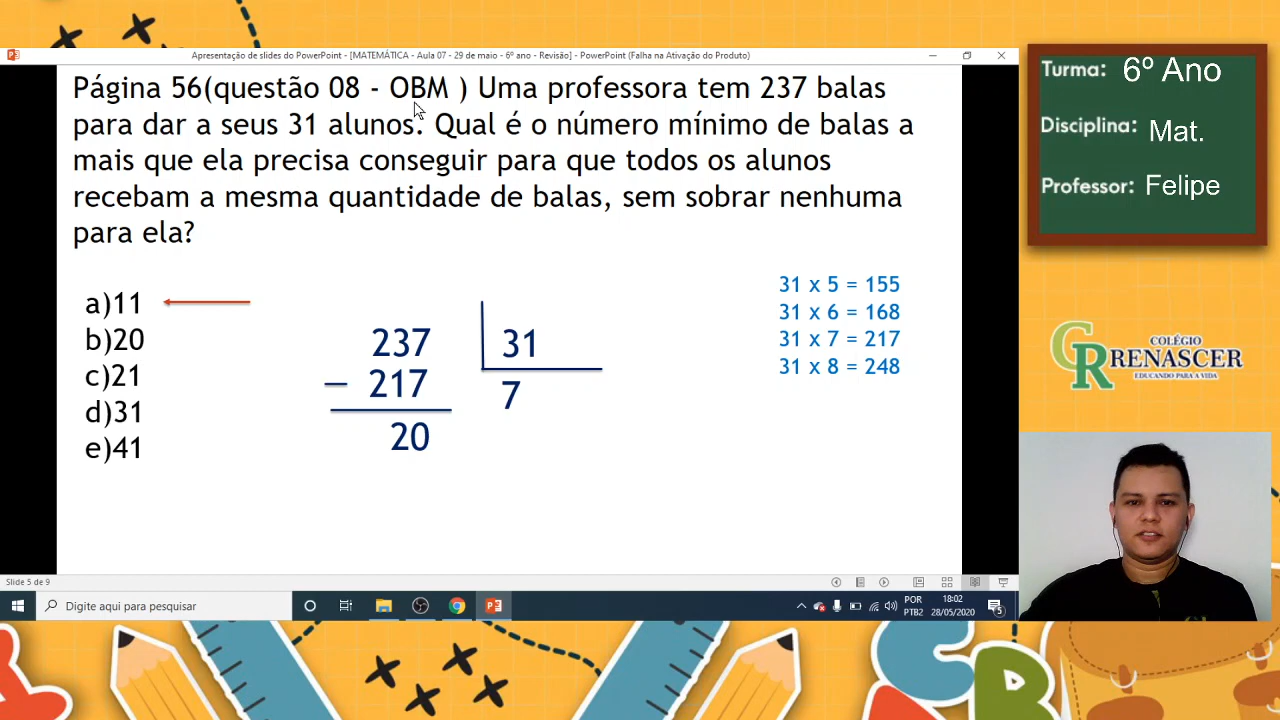 Apresentação de slides do PowerPoint - [MATEMÁTICA - Aula 07 - 29 de maio - 6º ano - Revisão] - PowerPoint (Falha na Ativação do Produto)
Página 56(questão 08 - OBM ) Uma professora tem 237 balas
para dar a seus 31 alunos. Qual é o número mínimo de balas a
mais que ela precisa conseguir para que todos os alunos
recebam a mesma quantidade de balas, sem sobrar nenhuma
para ela?
a)11
b)20
c)21
d)31
e)41
237
31
– 217
7
20
31 x 5 = 155
31 x 6 = 168
31 x 7 = 217
31 x 8 = 248
Turma: 6º Ano
Disciplina: Mat.
Professor: Felipe
CR
COLÉGIO
RENASCER
EDUCANDO PARA A VIDA
Slide 5 de 9
Digite aqui para pesquisar
POR
PTB2
18:02
28/05/2020
5